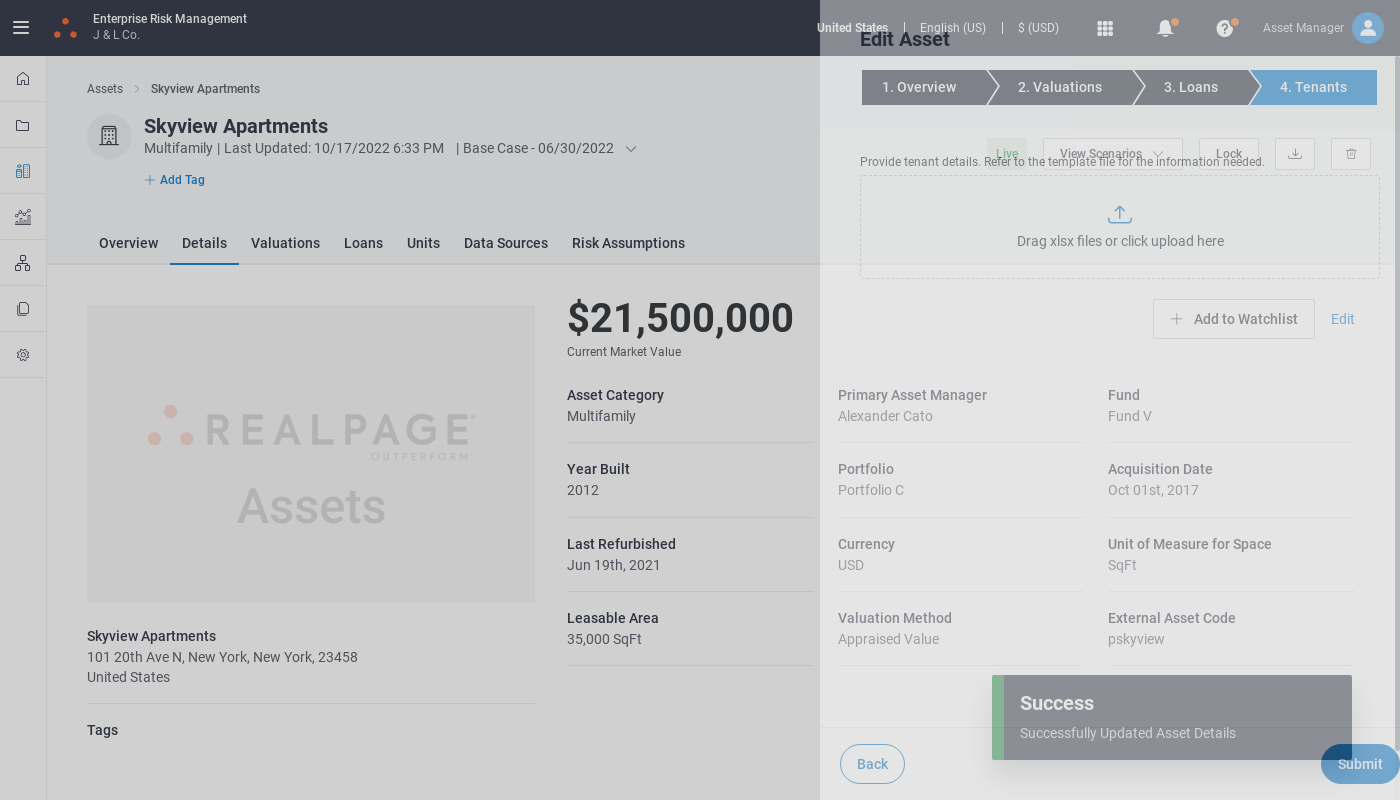 Enterprise Risk Management
J & L Co.
United States | English (US) | $ (USD)
Asset Manager
Edit Asset
1. Overview
2. Valuations
3. Loans
4. Tenants
Assets
Skyview Apartments
Skyview Apartments
Multifamily | Last Updated: 10/17/2022 6:33 PM | Base Case - 06/30/2022
+ Add Tag
Live
View Scenarios
Lock
Provide tenant details. Refer to the template file for the information needed.
Drag xlsx files or click upload here
Overview
Details
Valuations
Loans
Units
Data Sources
Risk Assumptions
REALPAGE®
OUTPERFORM
Assets
$21,500,000
Current Market Value
+ Add to Watchlist
Edit
Asset Category
Multifamily
Primary Asset Manager
Alexander Cato
Fund
Fund V
Year Built
2012
Portfolio
Portfolio C
Acquisition Date
Oct 01st, 2017
Last Refurbished
Jun 19th, 2021
Currency
USD
Unit of Measure for Space
SqFt
Leasable Area
35,000 SqFt
Valuation Method
Appraised Value
External Asset Code
pskyview
Skyview Apartments
101 20th Ave N, New York, New York, 23458
United States
Tags
Success
Successfully Updated Asset Details
Back
Submit